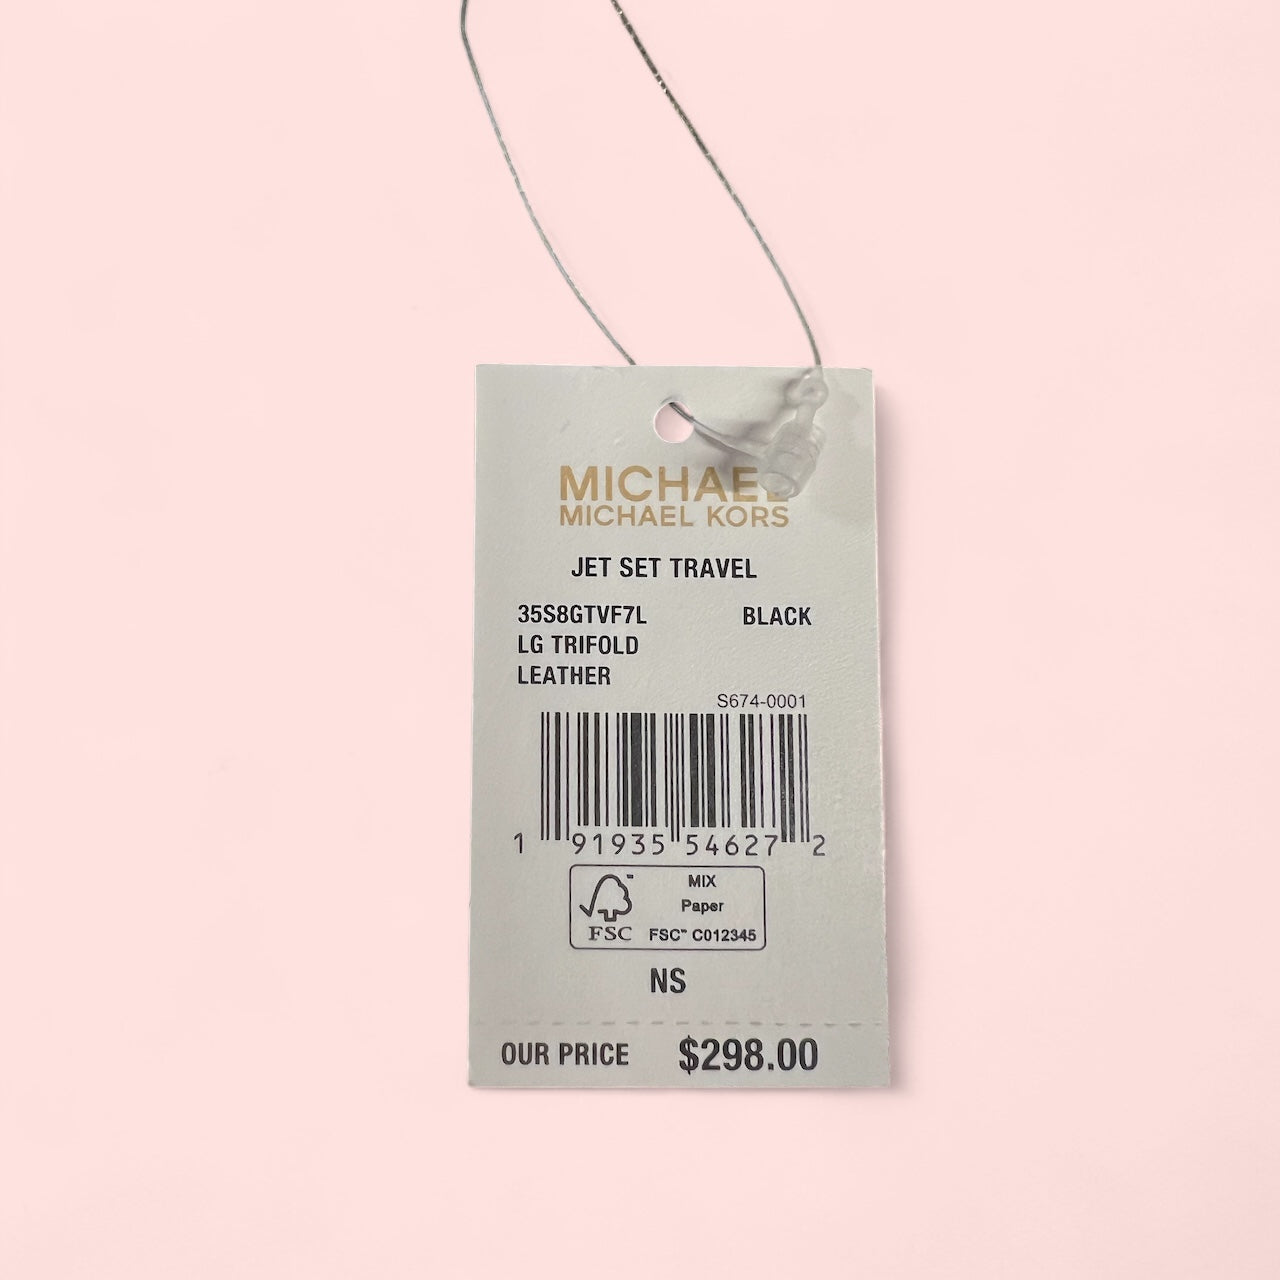 MICHAEL
MICHAEL KORS
JET SET TRAVEL
35S8GTVF7L BLACK
LG TRIFOLD
LEATHER
S674-0001
1 91935 54627 2
FSC
MIX
Paper
FSC™ C012345
NS
OUR PRICE $298.00